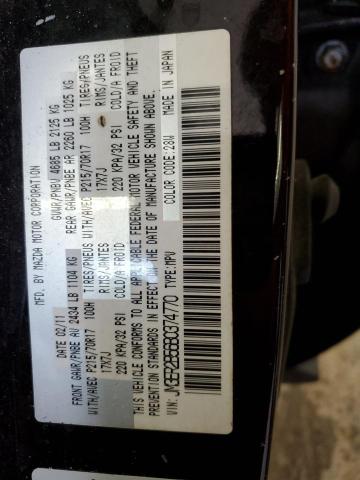 MFD. BY MAZDA MOTOR CORPORATION
DATE 02/11 GVWR/PNBV 4685 LB 2125 KG
FRONT GAWR/PNBE AV 2434 LB 1104 KG REAR GAWR/PNBE AR 2260 LB 1025 KG
WITH/AVEC P215/70R17 100H TIRES/PNEUS WITH/AVEC P215/70R17 100H TIRES/PNEUS
17X7J RIMS/JANTES 17X7J RIMS/JANTES
220 KPA/32 PSI COLD/A FROID 220 KPA/32 PSI COLD/A FROID
THIS VEHICLE CONFORMS TO ALL APPLICABLE FEDERAL MOTOR VEHICLE SAFETY AND THEFT
PREVENTION STANDARDS IN EFFECT ON THE DATE OF MANUFACTURE SHOWN ABOVE.
VIN: TYPE:MPV COLOR CODE:28W MADE IN JAPAN